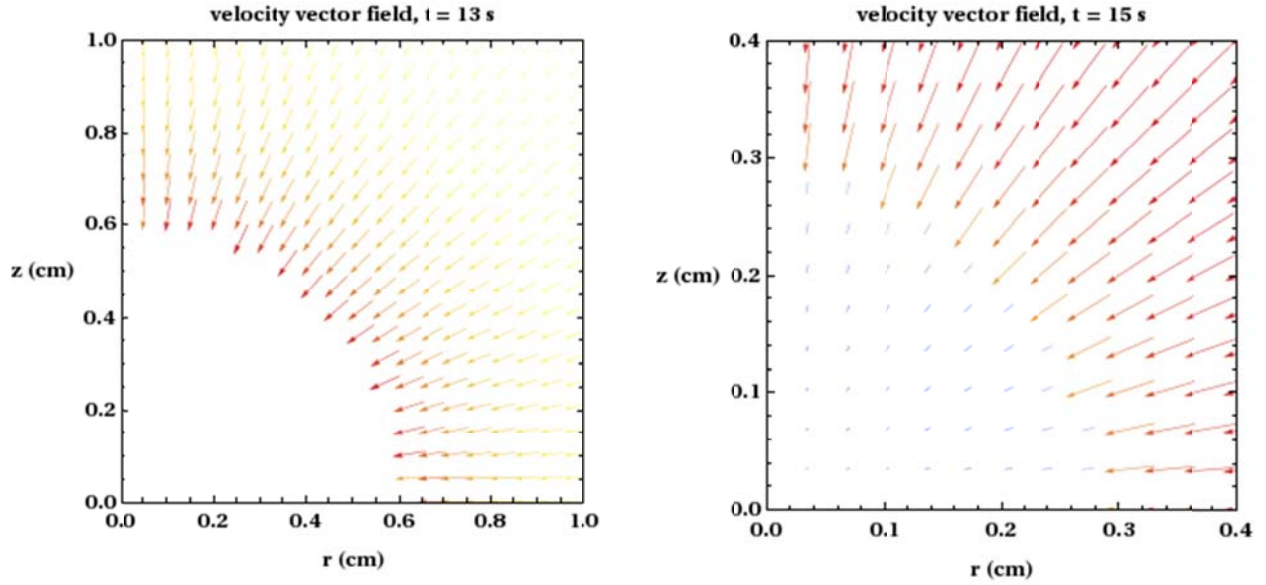 velocity vector field, t = 13 s
1.0
0.8
0.6
z (cm)
0.4
0.2
0.0
0.0 0.2 0.4 0.6 0.8 1.0
r (cm)
velocity vector field, t = 15 s
0.4
0.3
z (cm) 0.2
0.1
0.0
0.0 0.1 0.2 0.3 0.4
r (cm)